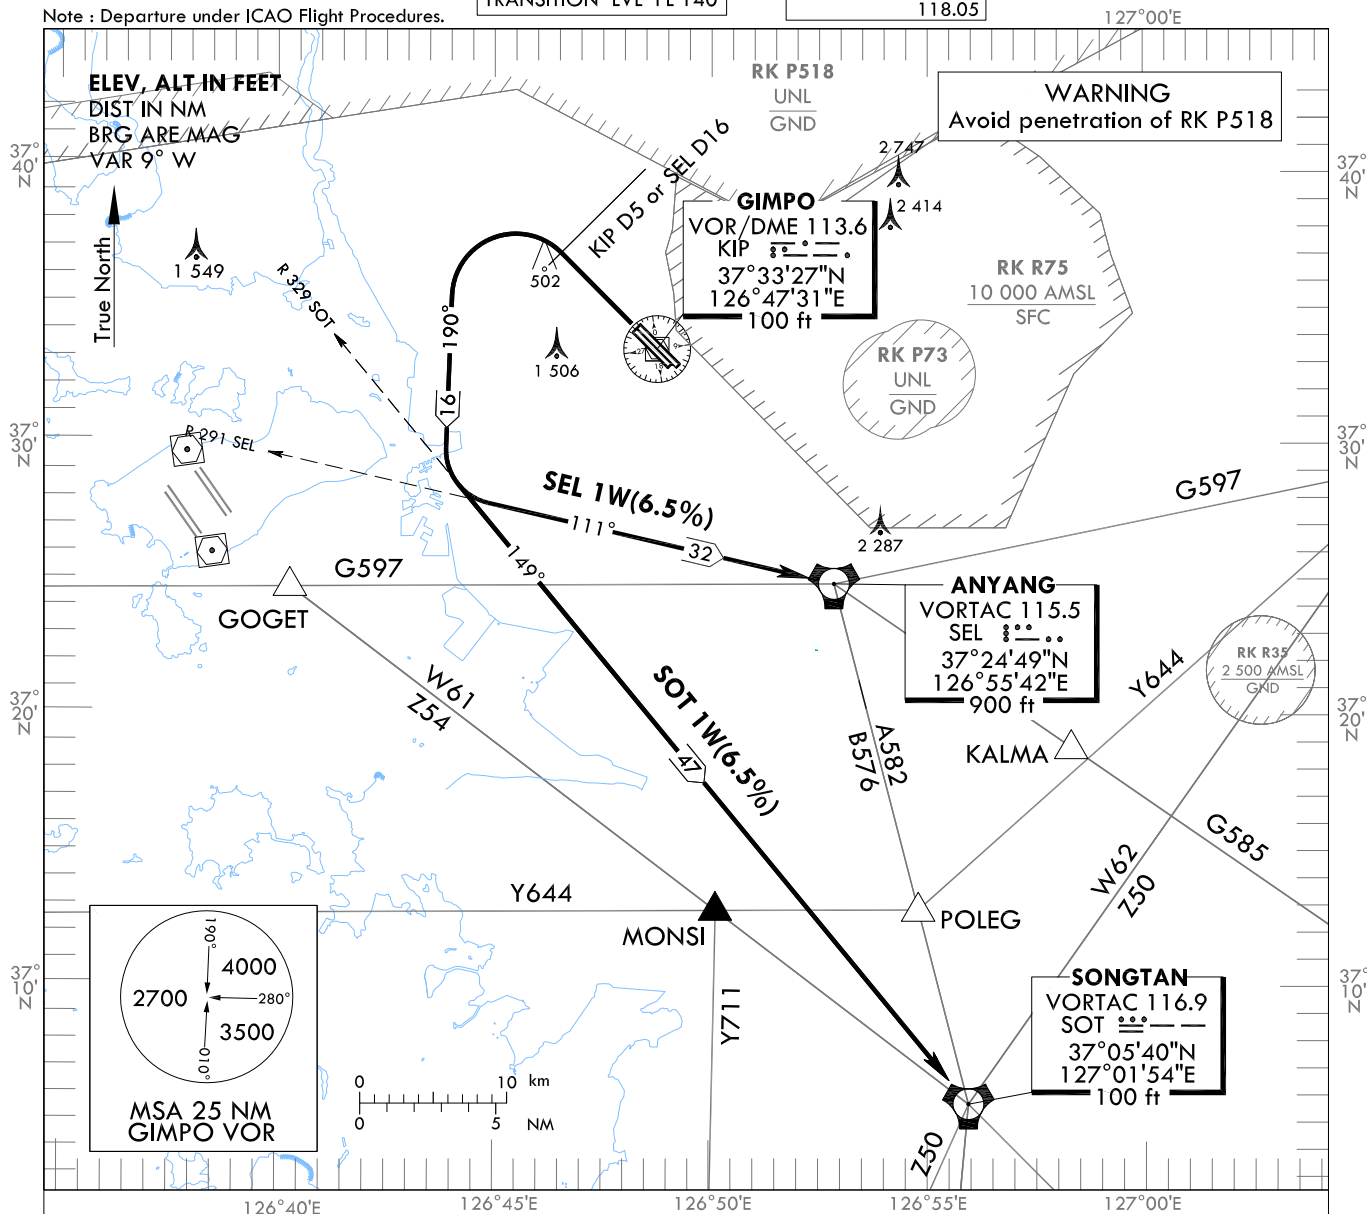 Note : Departure under ICAO Flight Procedures.
118.05
127°00'E
ELEV, ALT IN FEET
DIST IN NM
BRG ARE MAG
VAR 9° W
True North
RK P518
UNL
GND
WARNING
Avoid penetration of RK P518
37°
40'
N
37°
40'
N
2 747
2 414
1 549
KIP D5 or SEL D16
GIMPO
VOR/DME 113.6
KIP
37°33'27"N
126°47'31"E
100 ft
RK R75
10 000 AMSL
SFC
502
R 329 SOT
190°
16
1 506
0
9
18
27
RK P73
UNL
GND
37°
30'
N
37°
30'
N
R 291 SEL
SEL 1W(6.5%)
111°
32
G597
2 287
149°
G597
GOGET
ANYANG
VORTAC 115.5
SEL
37°24'49"N
126°55'42"E
900 ft
RK R35
2 500 AMSL
GND
W61
Z54
SOT 1W(6.5%)
47
Y644
37°
20'
N
37°
20'
N
A582
B576
KALMA
G585
W62
Z50
Y644
MONSI
POLEG
190°
4000
2700
280°
3500
010°
MSA 25 NM
GIMPO VOR
37°
10'
N
37°
10'
N
Y711
SONGTAN
VORTAC 116.9
SOT
37°05'40"N
127°01'54"E
100 ft
0 10 km
0 5 NM
Z50
126°40'E
126°45'E
126°50'E
126°55'E
127°00'E